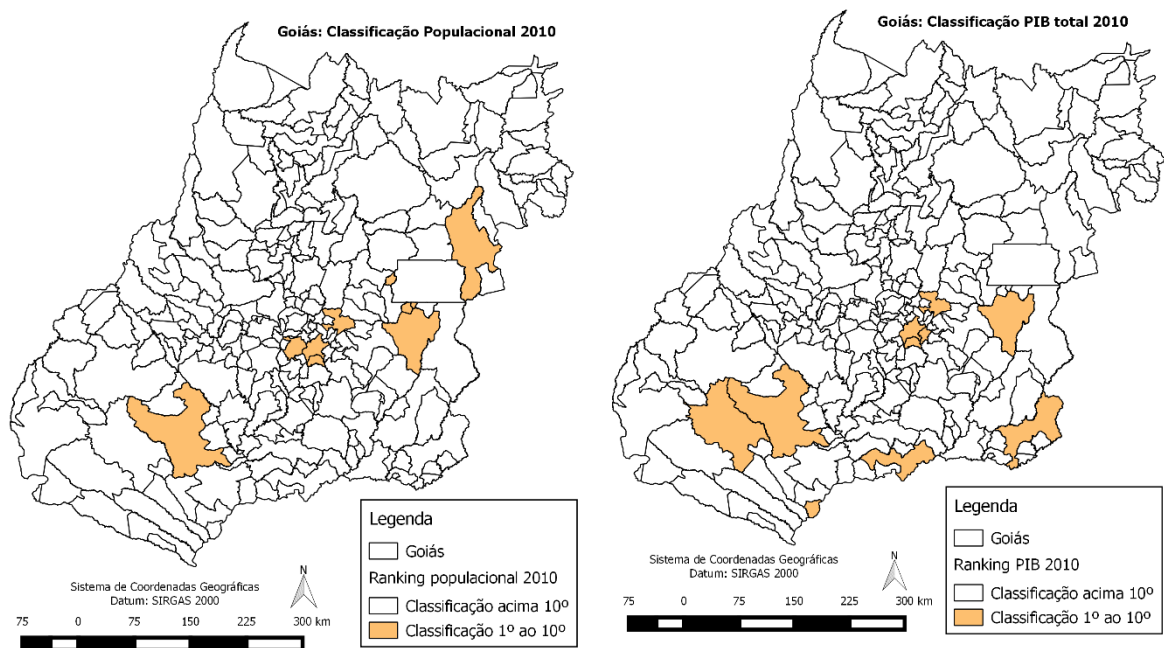 Goiás: Classificação Populacional 2010
Legenda
Goiás
Ranking populacional 2010
Classificação acima 10º
Classificação 1º ao 10º
Sistema de Coordenadas Geográficas
Datum: SIRGAS 2000
N
75 0 75 150 225 300 km
Goiás: Classificação PIB total 2010
Legenda
Goiás
Ranking PIB 2010
Classificação acima 10º
Classificação 1º ao 10º
Sistema de Coordenadas Geográficas
Datum: SIRGAS 2000
N
75 0 75 150 225 300 km